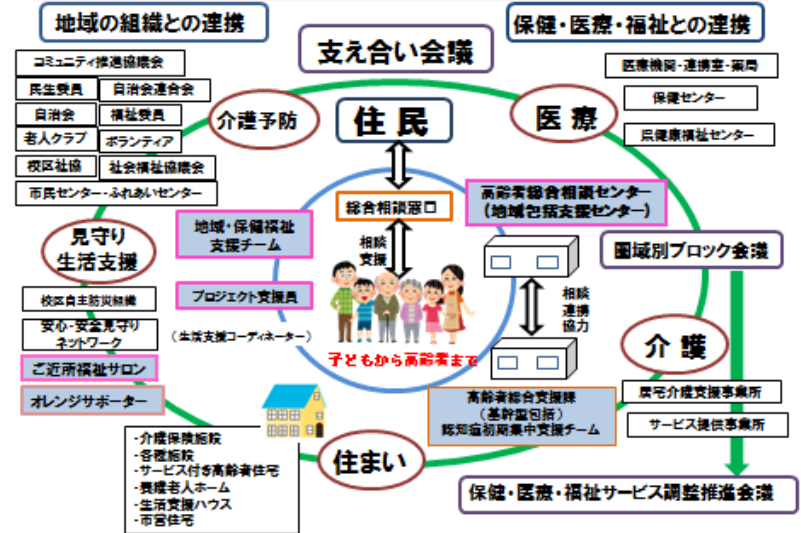 地域の組織との連携
支え合い会議
保健・医療・福祉との連携
コミュニティ推進協議会
民生委員
自治会連合会
自治会
福祉委員
老人クラブ
ボランティア
校区社協
社会福祉協議会
市民センター・ふれあいセンター
介護予防
住民
医療
医療機関・連携室・薬局
保健センター
県健康福祉センター
総合相談窓口
高齢者総合相談センター
（地域包括支援センター）
地域・保健福祉
支援チーム
相談
支援
見守り
生活支援
圏域別ブロック会議
プロジェクト支援員
（生活支援コーディネーター）
相談
連携
協力
校区自主防災組織
安心・安全見守り
ネットワーク
ご近所福祉サロン
オレンジサポーター
子どもから高齢者まで
介護
居宅介護支援事業所
サービス提供事業所
高齢者総合支援課
（基幹型包括）
認知症初期集中支援チーム
住まい
・介護保険施設
・各種施設
・サービス付き高齢者住宅
・養護老人ホーム
・生活支援ハウス
・市営住宅
保健・医療・福祉サービス調整推進会議